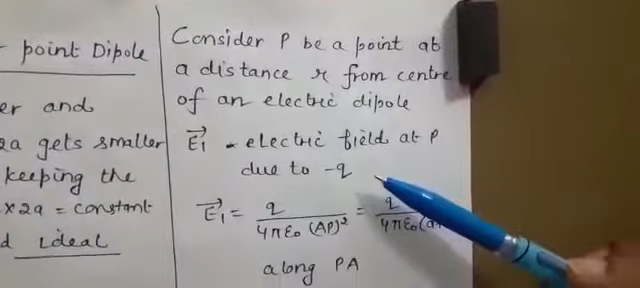 point Dipole
er and
2a gets smaller
keeping the
x2a = constant
d Ideal
Consider P be a point at
a distance r from centre
of an electric dipole
E₁⃗ - electric field at P
due to -q
E₁⃗ = q / 4πε₀ (AP)² = q / 4πε₀(a
along PA